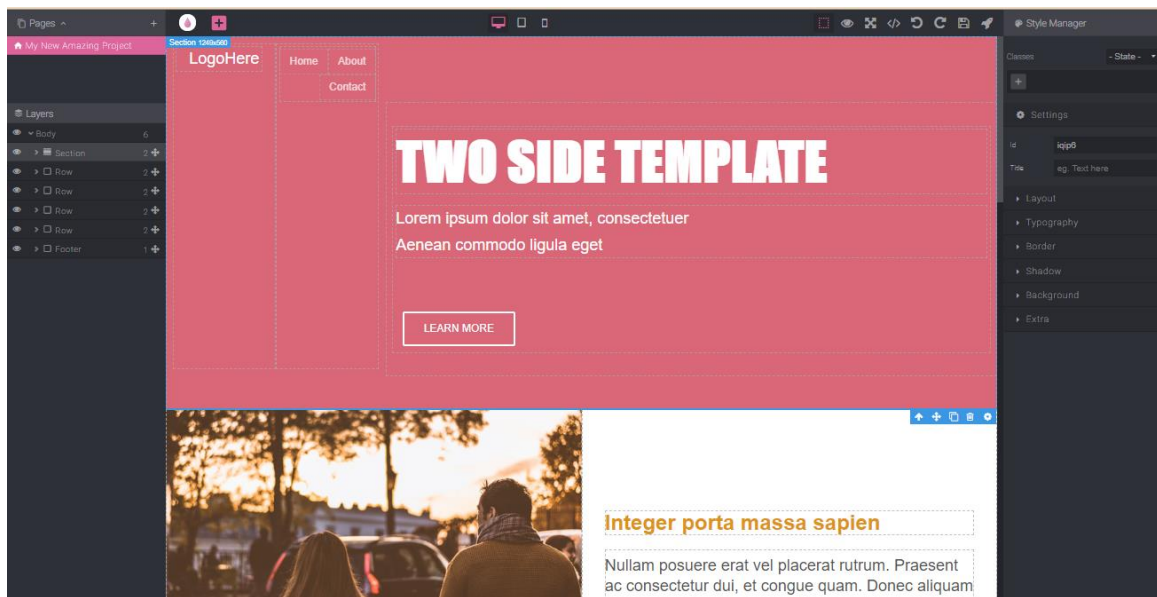 Pages
My New Amazing Project
Layers
Body 6
Section 2
Row 2
Row 2
Row 2
Row 2
Footer 1
</>
Section 1249x560
LogoHere
Home About
Contact
TWO SIDE TEMPLATE
Lorem ipsum dolor sit amet, consectetuer
Aenean commodo ligula eget
LEARN MORE
Integer porta massa sapien
Nullam posuere erat vel placerat rutrum. Praesent
ac consectetur dui, et congue quam. Donec aliquam
Style Manager
Classes - State -
Settings
Id iqip6
Title eg. Text here
Layout
Typography
Border
Shadow
Background
Extra